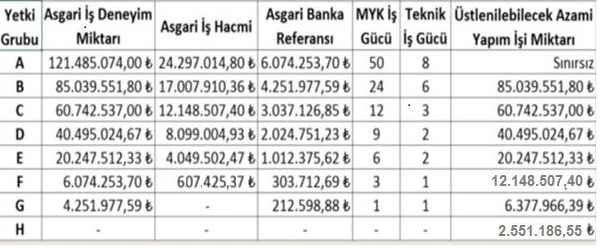 Yetki Grubu Asgari İş Deneyim Miktarı Asgari İş Hacmi Asgari Banka Referansı MYK İş Gücü Teknik İş Gücü Üstlenilebilecek Azami Yapım İşi Miktarı
A 121.485.074,00 ₺ 24.297.014,80 ₺ 6.074.253,70 ₺ 50 8 Sınırsız
B 85.039.551,80 ₺ 17.007.910,36 ₺ 4.251.977,59 ₺ 24 6 85.039.551,80 ₺
C 60.742.537,00 ₺ 12.148.507,40 ₺ 3.037.126,85 ₺ 12 3 60.742.537,00 ₺
D 40.495.024,67 ₺ 8.099.004,93 ₺ 2.024.751,23 ₺ 9 2 40.495.024,67 ₺
E 20.247.512,33 ₺ 4.049.502,47 ₺ 1.012.375,62 ₺ 6 2 20.247.512,33 ₺
F 6.074.253,70 ₺ 607.425,37 ₺ 303.712,69 ₺ 3 1 12.148.507,40 ₺
G 4.251.977,59 ₺ - 212.598,88 ₺ 1 1 6.377.966,39 ₺
H - - - - - 2.551.186,55 ₺